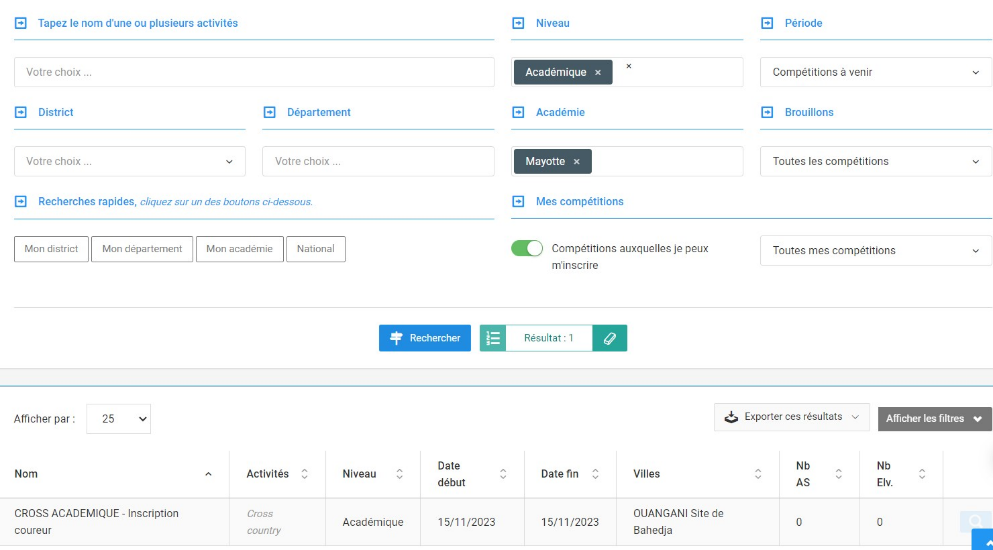 Tapez le nom d'une ou plusieurs activités
Niveau
Période
Votre choix ...
Académique ×
×
Compétitions à venir
District
Département
Académie
Brouillons
Votre choix ...
Votre choix ...
Mayotte ×
Toutes les compétitions
Recherches rapides, cliquez sur un des boutons ci-dessous.
Mes compétitions
Mon district
Mon département
Mon académie
National
Compétitions auxquelles je peux
m'inscrire
Toutes mes compétitions
Rechercher
Résultat : 1
Afficher par :
25
Exporter ces résultats
Afficher les filtres
Nom
Activités
Niveau
Date
début
Date fin
Villes
Nb
AS
Nb
Elv.
CROSS ACADEMIQUE - Inscription
coureur
Cross
country
Académique
15/11/2023
15/11/2023
OUANGANI Site de
Bahedja
0
0